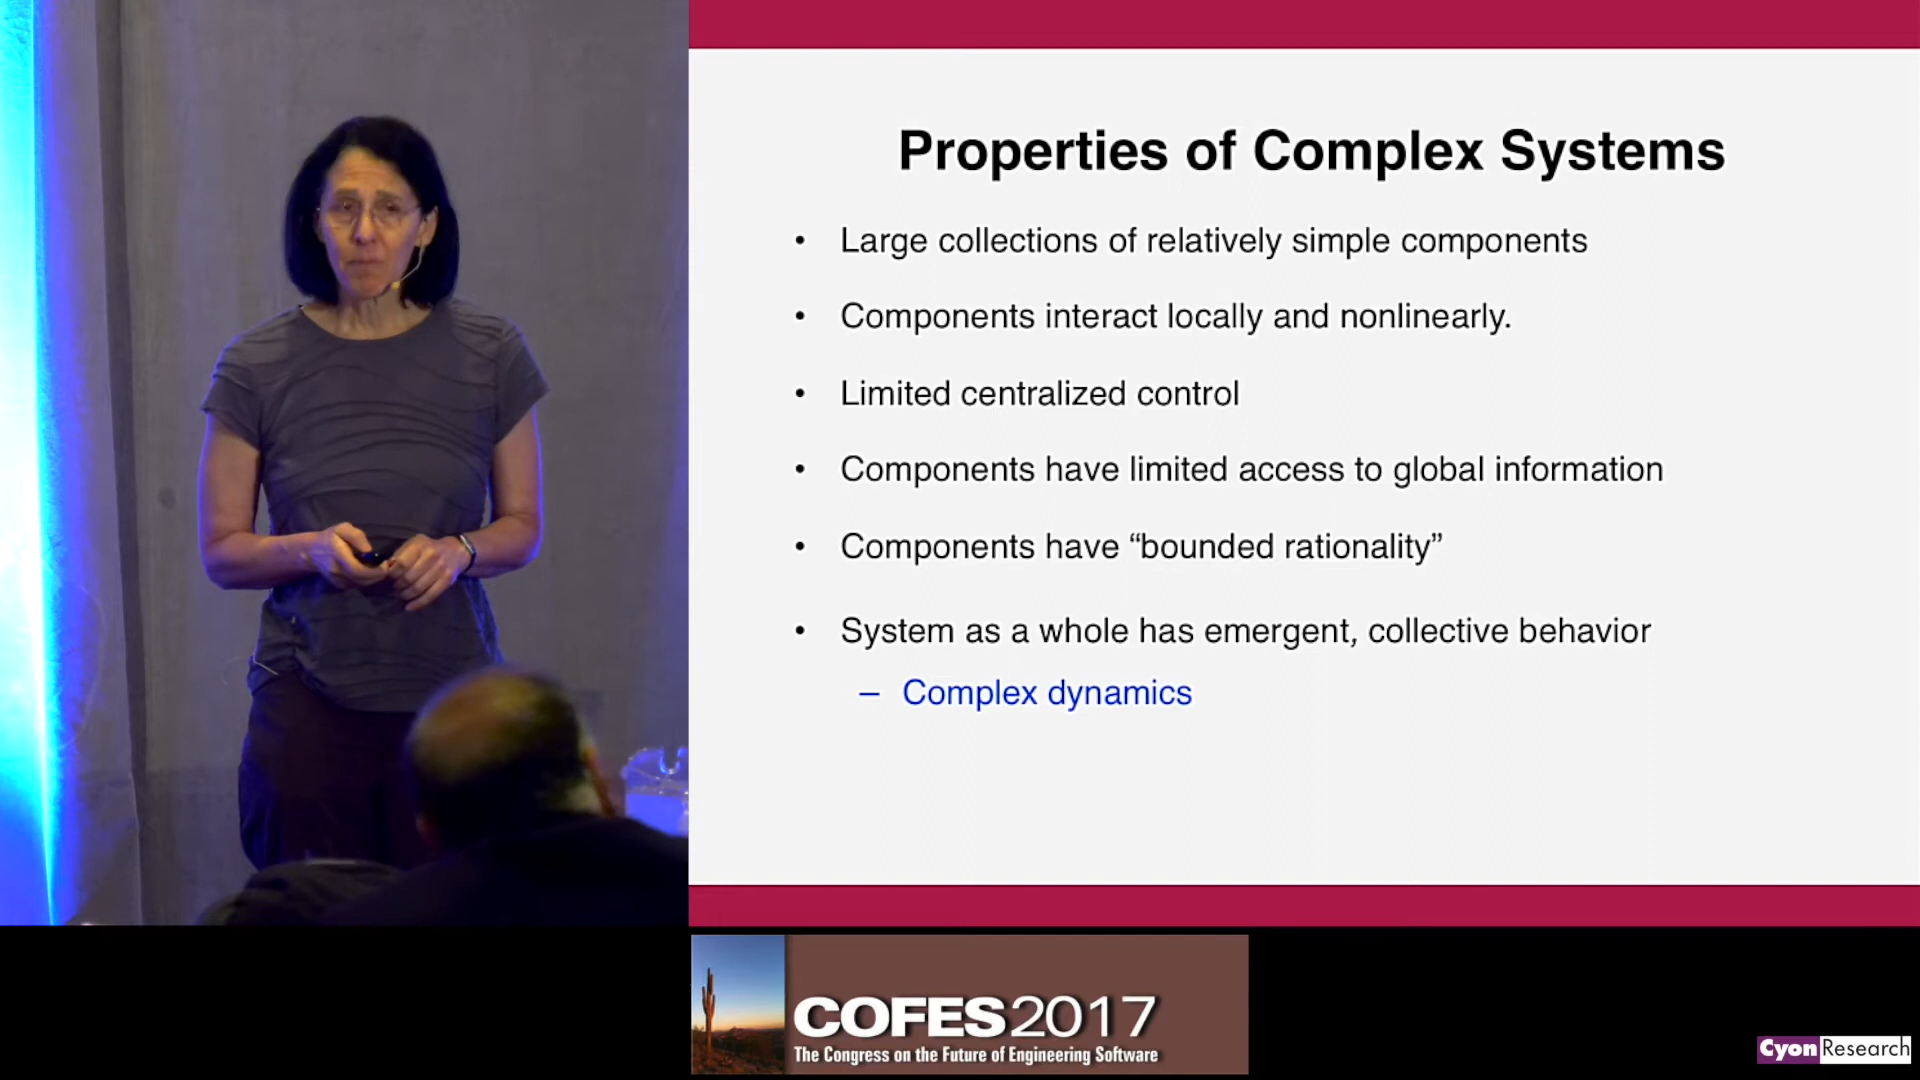 Properties of Complex Systems
• Large collections of relatively simple components
• Components interact locally and nonlinearly.
• Limited centralized control
• Components have limited access to global information
• Components have “bounded rationality”
• System as a whole has emergent, collective behavior
– Complex dynamics
COFES2017
The Congress on the Future of Engineering Software
CyonResearch